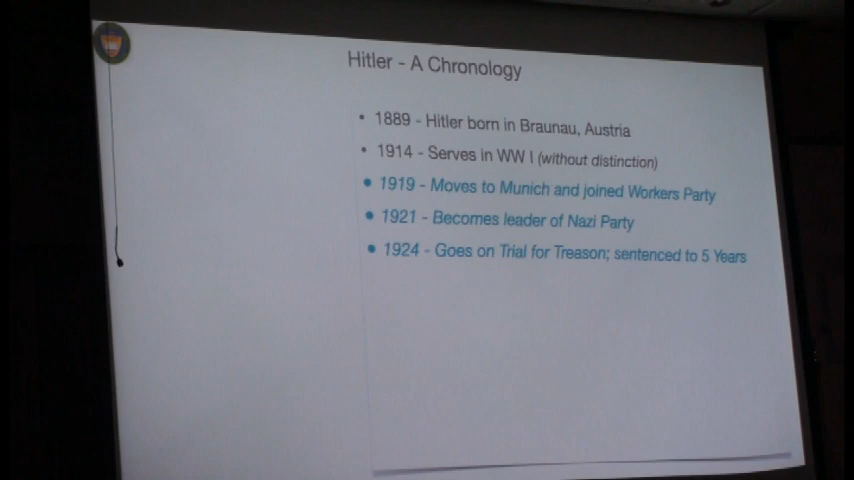 Hitler - A Chronology
• 1889 - Hitler born in Braunau, Austria
• 1914 - Serves in WW I (without distinction)
• 1919 - Moves to Munich and joined Workers Party
• 1921 - Becomes leader of Nazi Party
• 1924 - Goes on Trial for Treason; sentenced to 5 Years